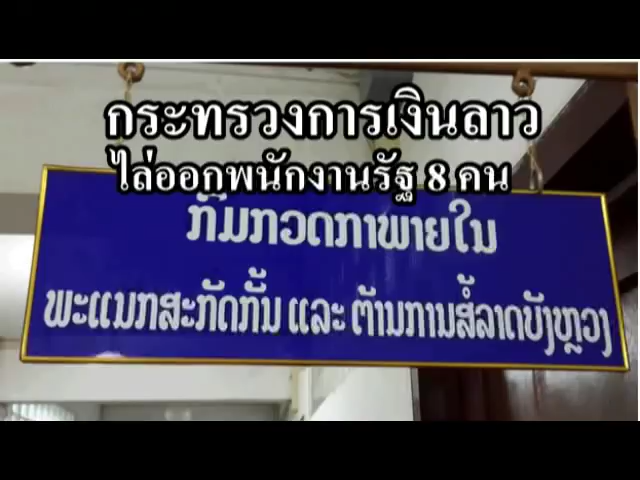 กระทรวงการเงินลาว
ไล่ออกพนักงานรัฐ 8 คน
ກົມກວດກາພາຍໃນ
ພະແນກສະກັດກັ້ນ ແລະ ຕ້ານການສໍ້ລາດບັງຫຼວງ